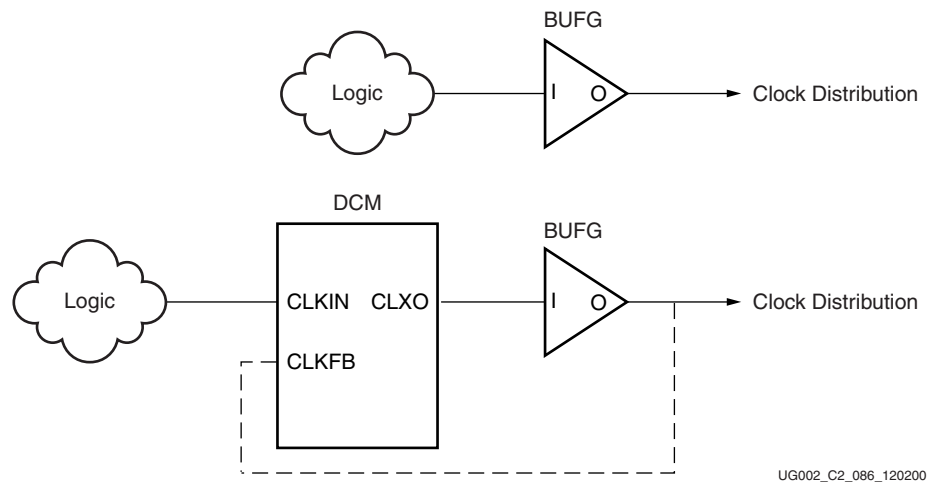 BUFG
Logic
I
O
Clock Distribution
DCM
BUFG
Logic
CLKIN
CLXO
I
O
Clock Distribution
CLKFB
UG002_C2_086_120200